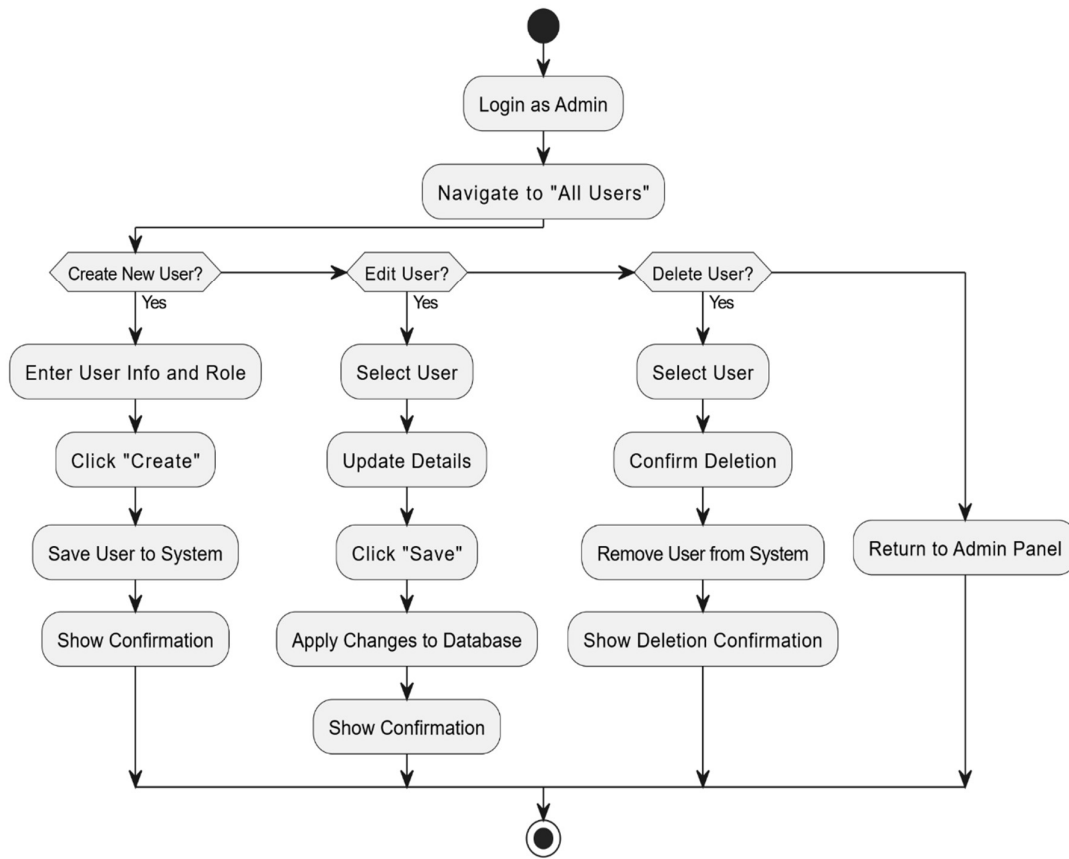 Login as Admin
Navigate to "All Users"
Create New User?
Edit User?
Delete User?
Yes
Yes
Yes
Enter User Info and Role
Select User
Select User
Click "Create"
Update Details
Confirm Deletion
Save User to System
Click "Save"
Remove User from System
Return to Admin Panel
Show Confirmation
Apply Changes to Database
Show Deletion Confirmation
Show Confirmation